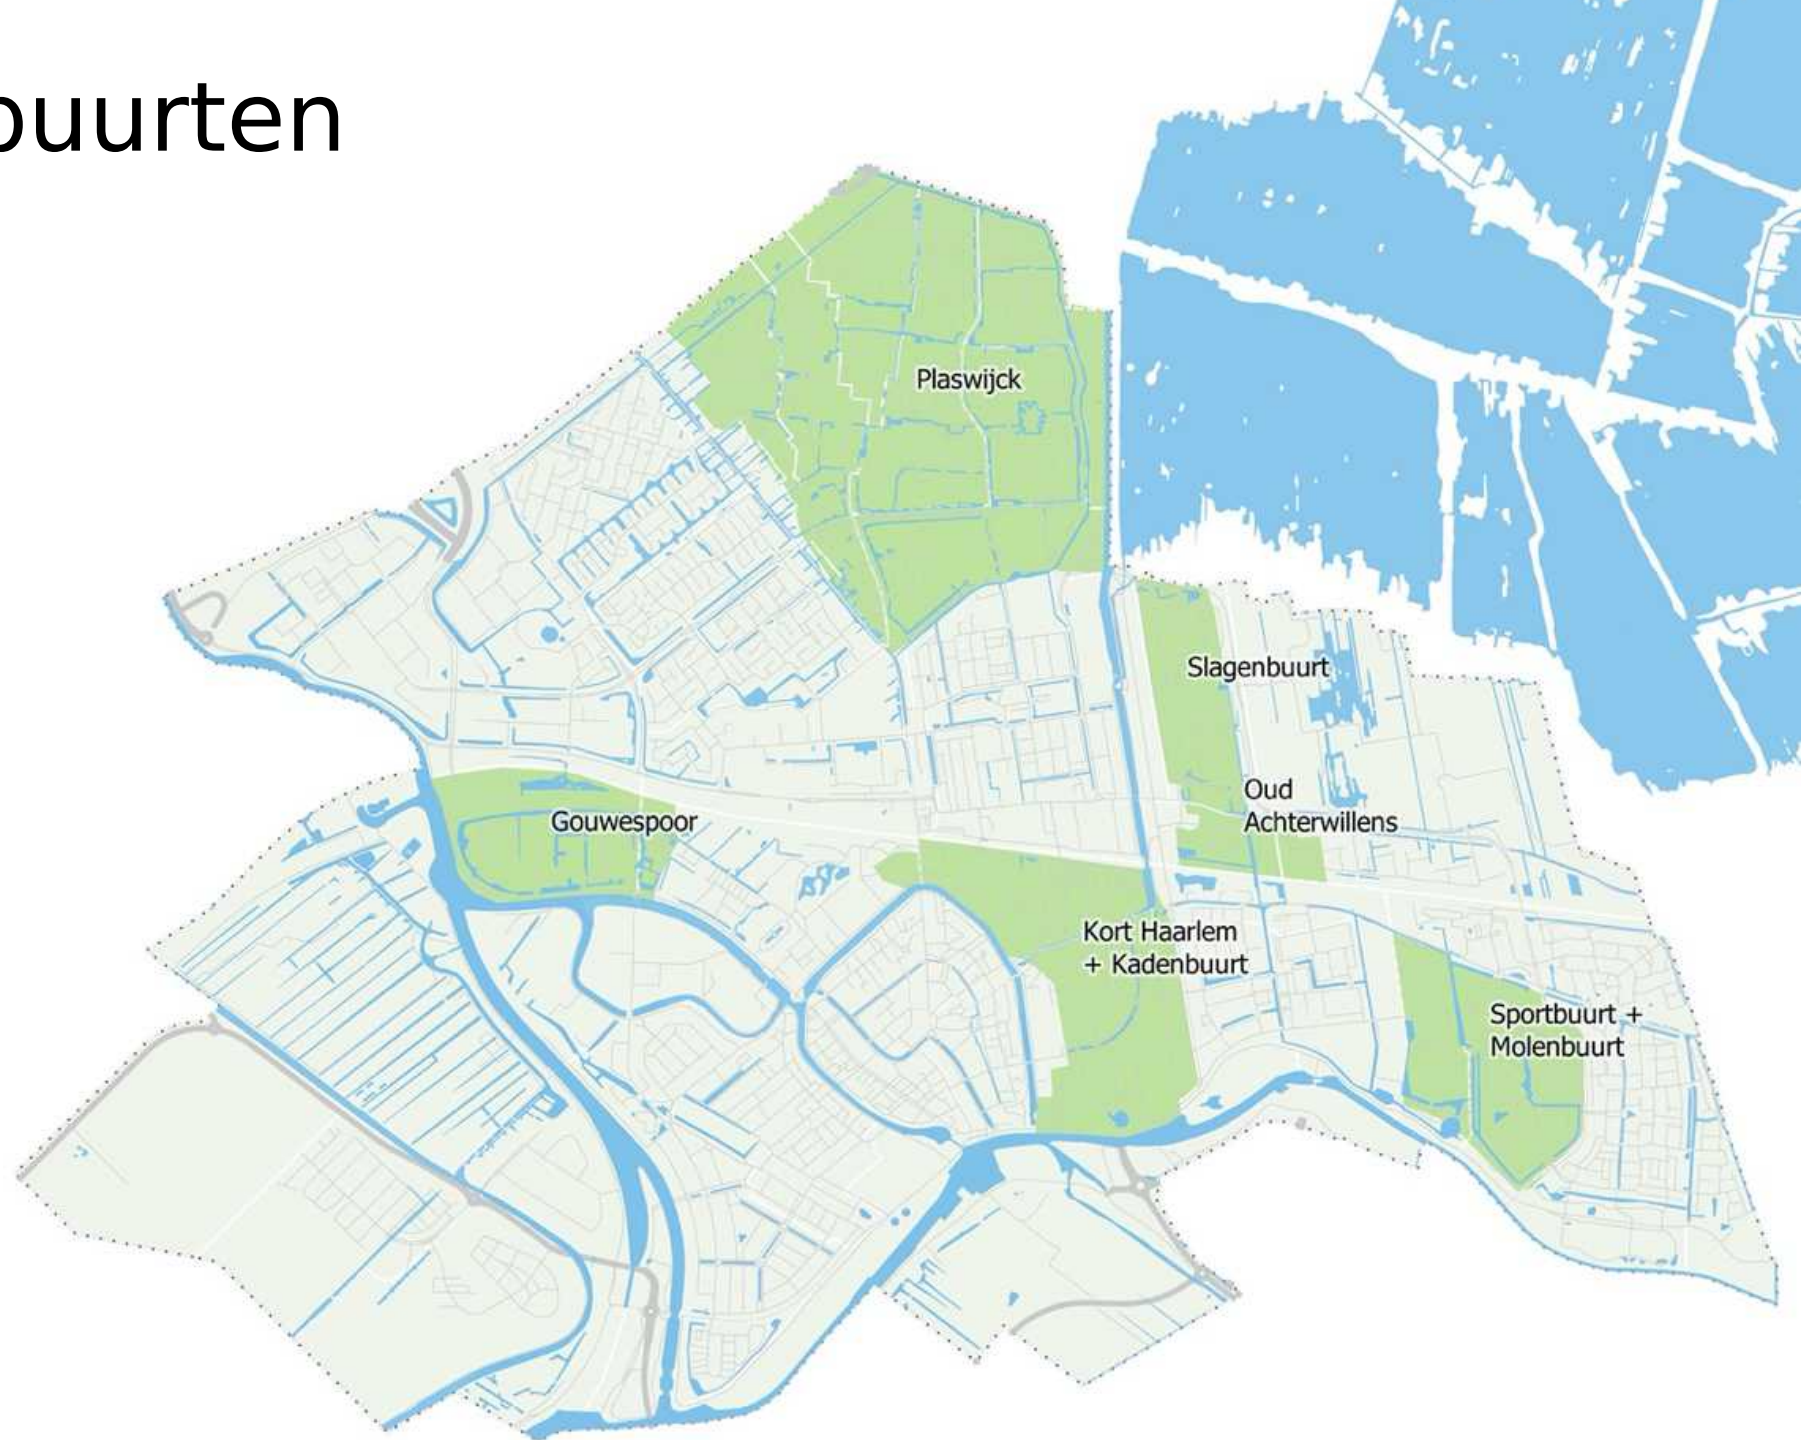 buurten
Plaswijck
Slagenbuurt
Oud
Achterwillens
Gouwespoor
Kort Haarlem
+ Kadenbuurt
Sportbuurt +
Molenbuurt